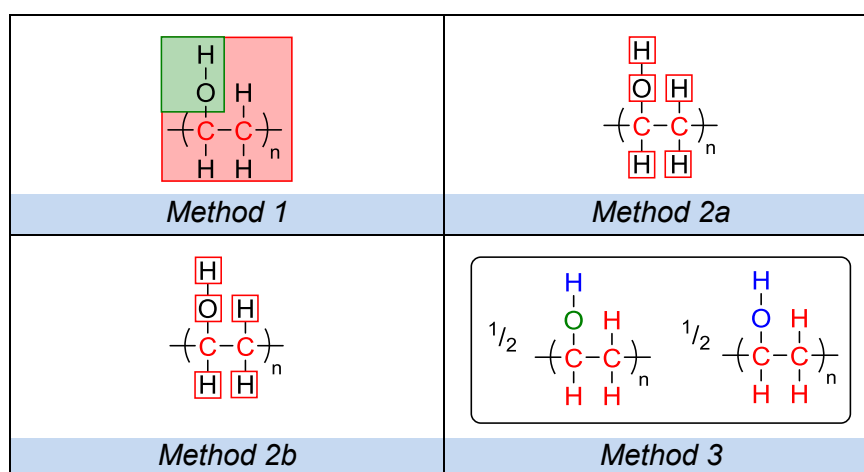 H
O H
( C C )
H H n
Method 1
H
O H
( C C )
H H n
Method 2a
H
O H
( C C )
H H n
Method 2b
H H
O H O H
1/2 ( C C ) 1/2 ( C C )
H H n H H n
Method 3